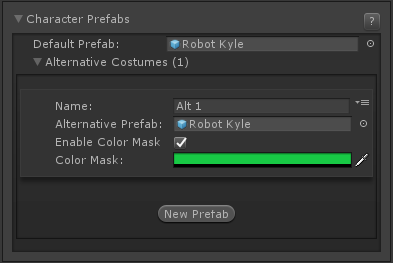 Character Prefabs
?
Default Prefab: Robot Kyle
Alternative Costumes (1)
Name: Alt 1
Alternative Prefab: Robot Kyle
Enable Color Mask
Color Mask:
New Prefab